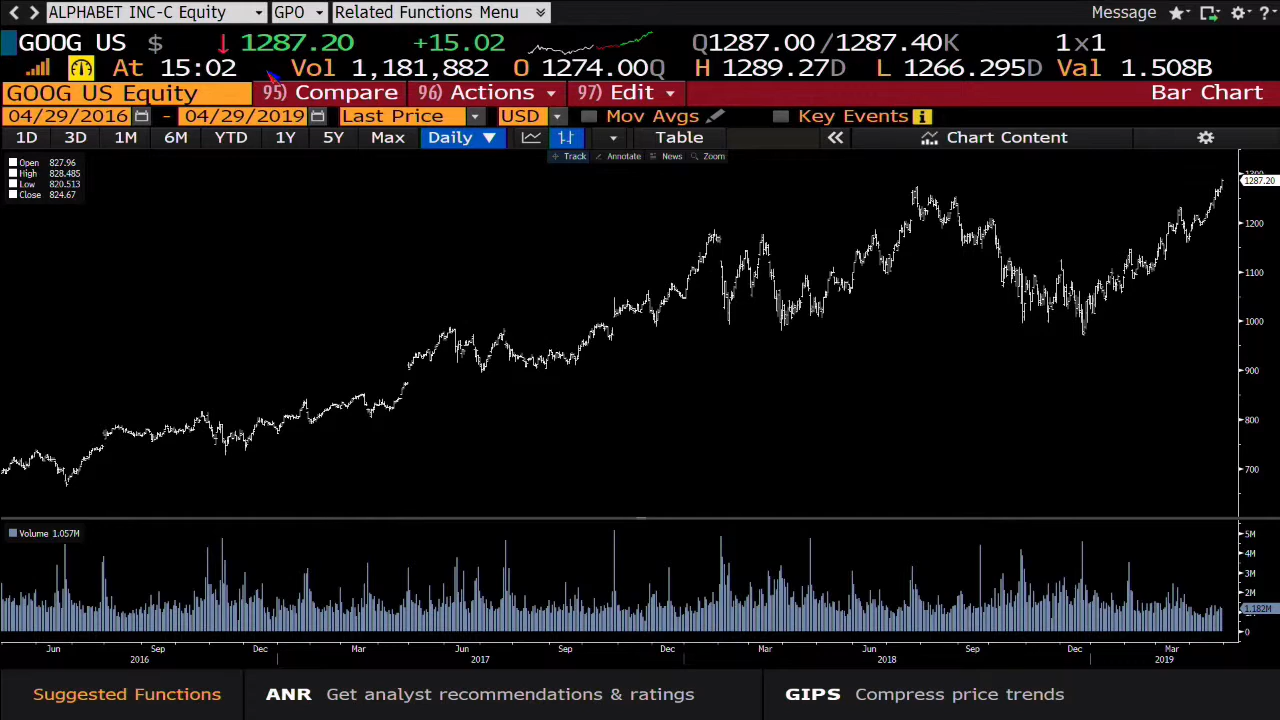 ALPHABET INC-C Equity GPO Related Functions Menu Message ?
GOOG US $ 1287.20 +15.02 Q1287.00 /1287.40K 1x1
At 15:02 Vol 1,181,882 O 1274.00Q H 1289.27D L 1266.295D Val 1.508B
GOOG US Equity 95) Compare 96) Actions 97) Edit Bar Chart
04/29/2016 - 04/29/2019 Last Price USD Mov Avgs Key Events i
1D 3D 1M 6M YTD 1Y 5Y Max Daily Table Chart Content
Track Annotate News Zoom
Open 827.96
High 828.485
Low 820.513
Close 824.67
1287.20
1200
1100
1000
900
800
700
Volume 1.057M
5M
4M
3M
2M
1.182M
0
Jun Sep Dec Mar Jun Sep Dec Mar Jun Sep Dec Mar
2016 2017 2018 2019
Suggested Functions ANR Get analyst recommendations & ratings GIPS Compress price trends